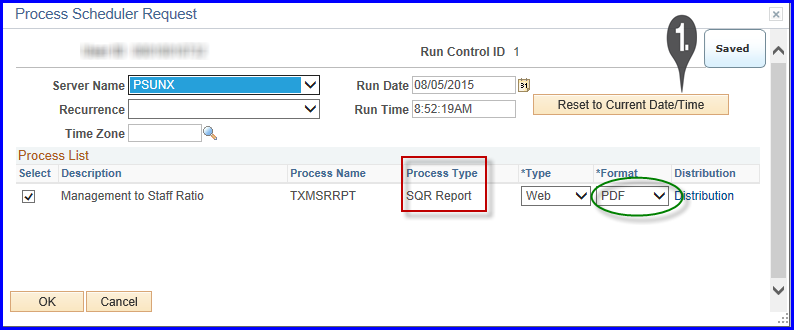 Process Scheduler Request
1.
Saved
Run Control ID 1
Server Name PSUNX Run Date 08/05/2015 31
Recurrence Run Time 8:52:19AM Reset to Current Date/Time
Time Zone
Process List
Select Description Process Name Process Type *Type *Format Distribution
Management to Staff Ratio TXMSRRPT SQR Report Web PDF Distribution
OK Cancel